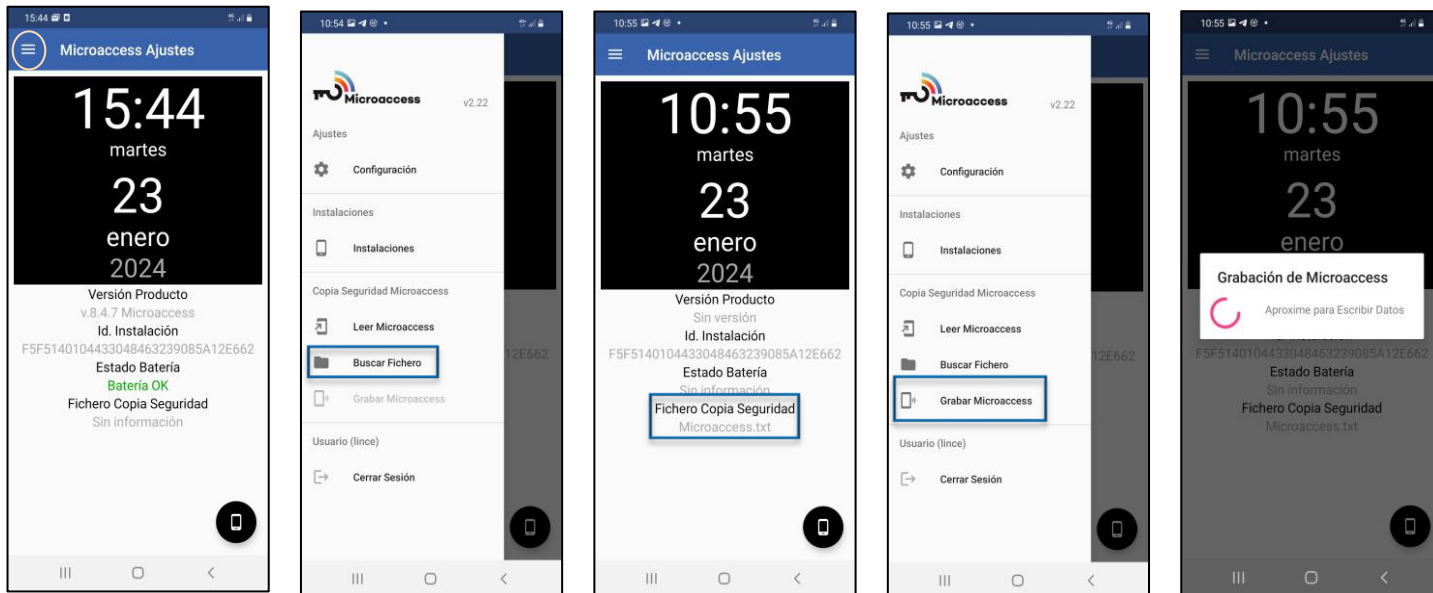 15:44
Microaccess Ajustes
15:44
martes
23
enero
2024
Versión Producto
v.8.4.7 Microaccess
Id. Instalación
F5F5140104433048463239085A12E662
Estado Batería
Batería OK
Fichero Copia Seguridad
Sin información
10:54
Microaccess
v2.22
Ajustes
Configuración
Instalaciones
Instalaciones
Copia Seguridad Microaccess
Leer Microaccess
Buscar Fichero
12E662
Grabar Microaccess
Usuario (lince)
Cerrar Sesión
10:55
Microaccess Ajustes
10:55
martes
23
enero
2024
Versión Producto
Sin versión
Id. Instalación
F5F5140104433048463239085A12E662
Estado Batería
Sin información
Fichero Copia Seguridad
Microaccess.txt
10:55
Microaccess
v2.22
Ajustes
Configuración
Instalaciones
Instalaciones
Copia Seguridad Microaccess
Leer Microaccess
Buscar Fichero
12E662
Grabar Microaccess
Usuario (lince)
Cerrar Sesión
10:55
Microaccess Ajustes
10:55
martes
23
enero
Grabación de Microaccess
Aproxime para Escribir Datos
F5F5140104433048463239085A12E662
Estado Batería
Sin información
Fichero Copia Seguridad
Microaccess.txt